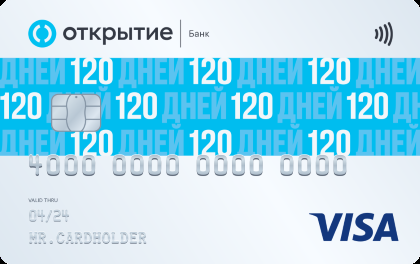 открытие Банк
ДНЕЙ 120 ДНЕЙ 120 ДНЕЙ 120 ДНЕЙ
120 ДНЕЙ 120 ДНЕЙ 120 ДНЕЙ 120
ДНЕЙ 120 ДНЕЙ 120 ДНЕЙ 120 ДНЕЙ
4000 0000 0000 0000
VALID THRU
04/24
MR.CARDHOLDER
VISA